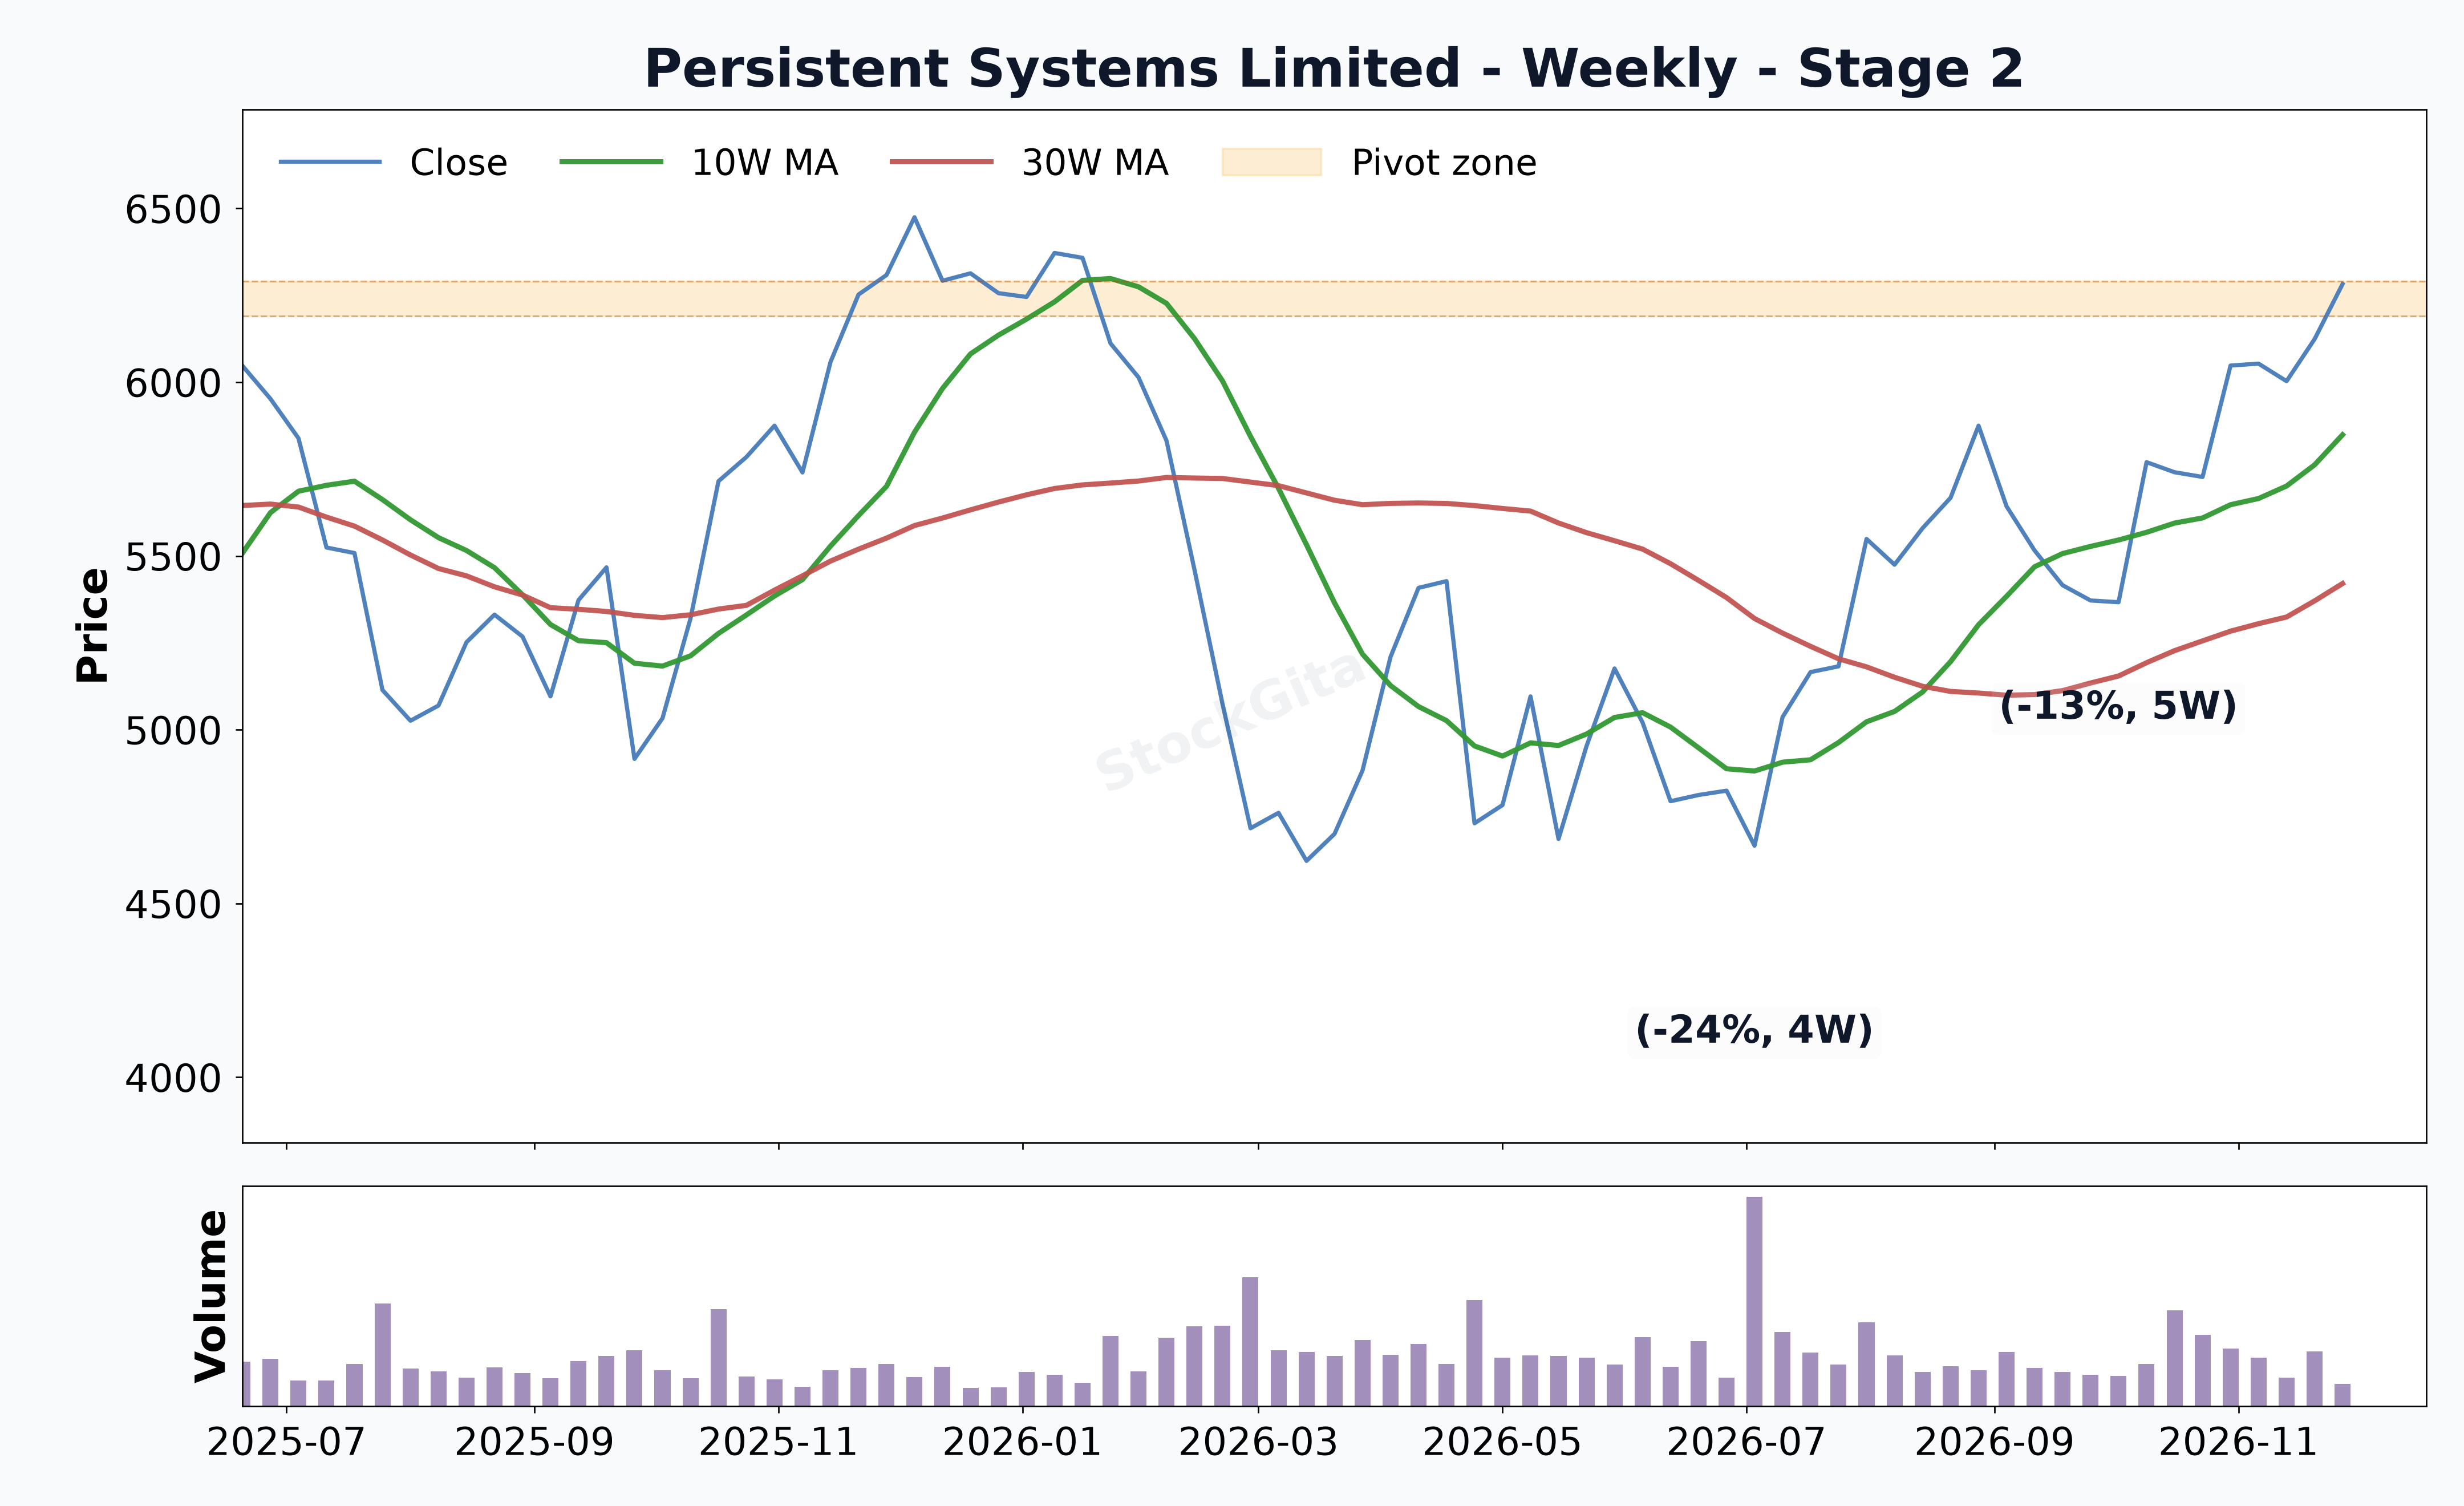 Persistent Systems Limited - Weekly - Stage 2
Close 10W MA 30W MA Pivot zone
6500
6000
5500
5000
4500
4000
Price
StockGita
(-13%, 5W)
(-24%, 4W)
Volume
2025-07 2025-09 2025-11 2026-01 2026-03 2026-05 2026-07 2026-09 2026-11